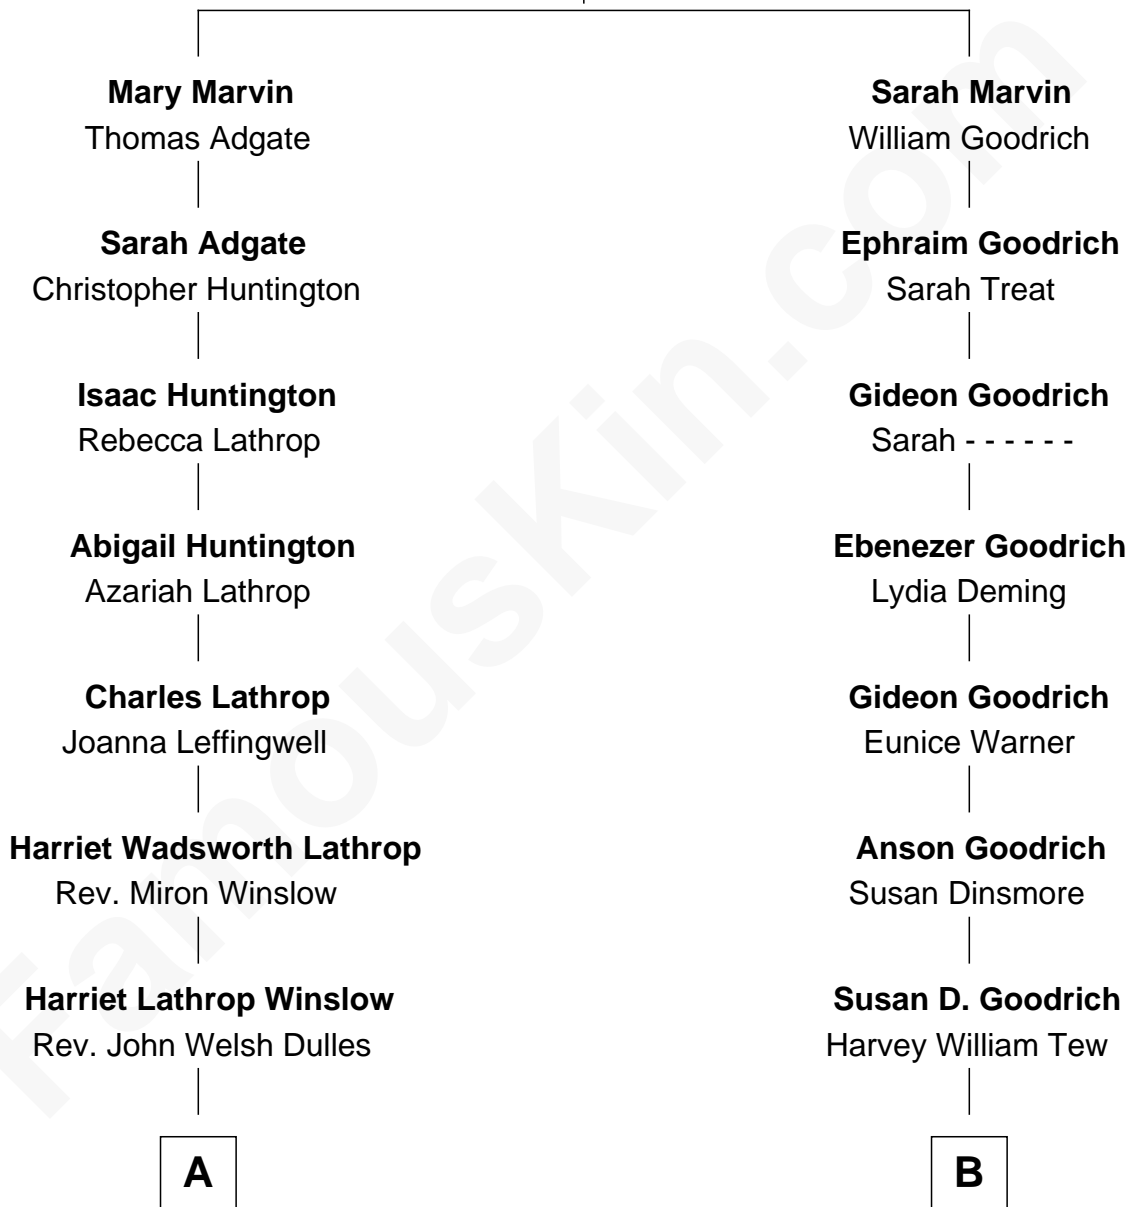 Mary Marvin
Thomas Adgate
Sarah Adgate
Christopher Huntington
Isaac Huntington
Rebecca Lathrop
Abigail Huntington
Azariah Lathrop
Charles Lathrop
Joanna Leffingwell
Harriet Wadsworth Lathrop
Rev. Miron Winslow
Harriet Lathrop Winslow
Rev. John Welsh Dulles
A
Sarah Marvin
William Goodrich
Ephraim Goodrich
Sarah Treat
Gideon Goodrich
Sarah - - - - - -
Ebenezer Goodrich
Lydia Deming
Gideon Goodrich
Eunice Warner
Anson Goodrich
Susan Dinsmore
Susan D. Goodrich
Harvey William Tew
B
FamousKin.com